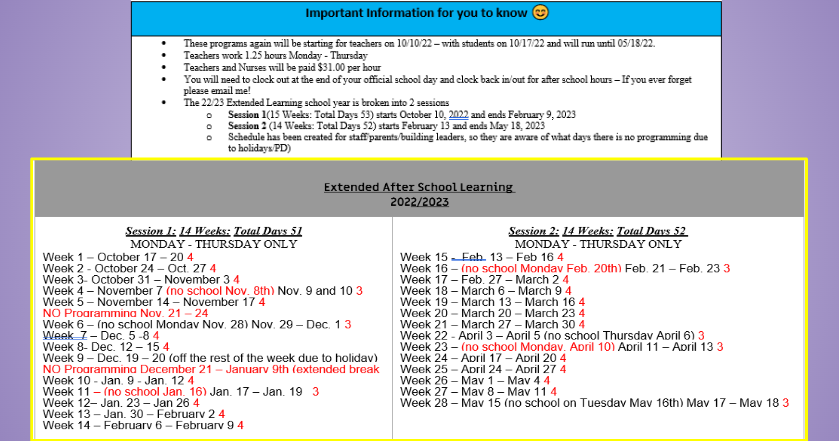 Important Information for you to know 😊
• These programs again will be starting for teachers on 10/10/22 – with students on 10/17/22 and will run until 05/18/22.
• Teachers work 1.25 hours Monday - Thursday
• Teachers and Nurses will be paid $31.00 per hour
• You will need to clock out at the end of your official school day and clock back in/out for after school hours – If you ever forget
please email me!
• The 22/23 Extended Learning school year is broken into 2 sessions
o Session 1(15 Weeks: Total Days 53) starts October 10, 2022 and ends February 9, 2023
o Session 2 (14 Weeks: Total Days 52) starts February 13 and ends May 18, 2023
o Schedule has been created for staff/parents/building leaders, so they are aware of what days there is no programming due
to holidays/PD)
Extended After School Learning
2022/2023
Session 1: 14 Weeks: Total Days 51
MONDAY - THURSDAY ONLY
Week 1 – October 17 – 20 4
Week 2 - October 24 – Oct. 27 4
Week 3- October 31 – November 3 4
Week 4 – November 7 (no school Nov. 8th) Nov. 9 and 10 3
Week 5 – November 14 – November 17 4
NO Programming Nov. 21 – 24
Week 6 – (no school Monday Nov. 28) Nov. 29 – Dec. 1 3
Week 7 – Dec. 5 -8 4
Week 8- Dec. 12 – 15 4
Week 9 – Dec. 19 – 20 (off the rest of the week due to holiday)
NO Programming December 21 – January 9th (extended break
Week 10 - Jan. 9 - Jan. 12 4
Week 11 – (no school Jan. 16) Jan. 17 – Jan. 19 3
Week 12– Jan. 23 – Jan 26 4
Week 13 – Jan. 30 – February 2 4
Week 14 – February 6 – February 9 4
Session 2: 14 Weeks: Total Days 52
MONDAY - THURSDAY ONLY
Week 15 - Feb. 13 – Feb 16 4
Week 16 – (no school Monday Feb. 20th) Feb. 21 – Feb. 23 3
Week 17 – Feb. 27 – March 2 4
Week 18 – March 6 – March 9 4
Week 19 – March 13 – March 16 4
Week 20 – March 20 – March 23 4
Week 21 – March 27 – March 30 4
Week 22 - April 3 – April 5 (no school Thursday April 6) 3
Week 23 – (no school Monday, April 10) April 11 – April 13 3
Week 24 – April 17 – April 20 4
Week 25 – April 24 – April 27 4
Week 26 – May 1 – May 4 4
Week 27 – May 8 – May 11 4
Week 28 – May 15 (no school on Tuesday May 16th) May 17 – May 18 3